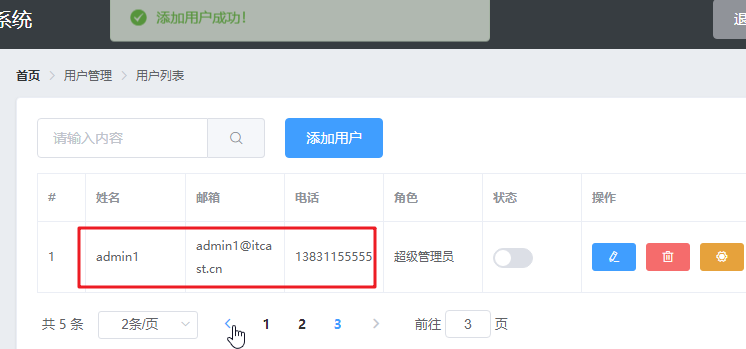 系统
添加用户成功！
退
首页 > 用户管理 > 用户列表
请输入内容
添加用户
# 姓名 邮箱 电话 角色 状态 操作
1 admin1 admin1@itca 13831155555 超级管理员
st.cn
共 5 条 2条/页 < 1 2 3 > 前往 3 页